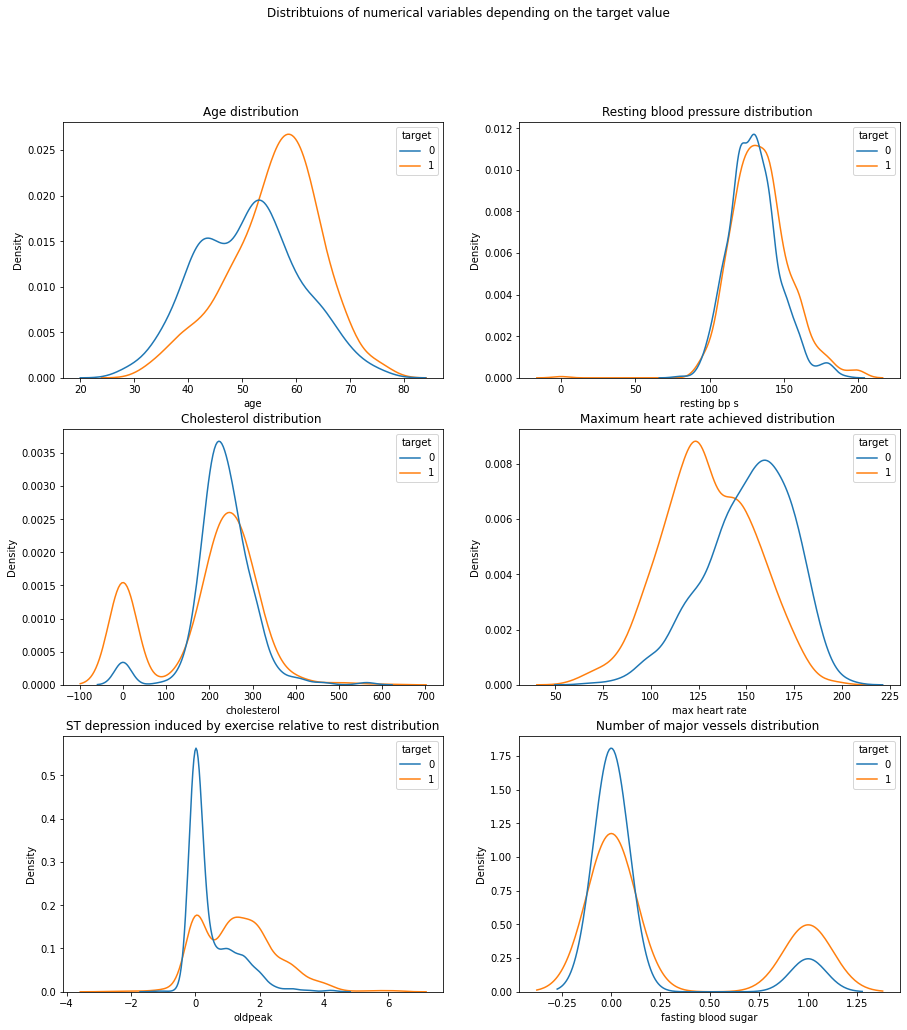 Distribtuions of numerical variables depending on the target value
Age distribution
target
0
1
0.025
0.020
0.015
0.010
0.005
0.000
Density
20 30 40 50 60 70 80
age
Resting blood pressure distribution
target
0
1
0.012
0.010
0.008
0.006
0.004
0.002
0.000
Density
0 50 100 150 200
resting bp s
Cholesterol distribution
target
0
1
0.0035
0.0030
0.0025
0.0020
0.0015
0.0010
0.0005
0.0000
Density
−100 0 100 200 300 400 500 600 700
cholesterol
Maximum heart rate achieved distribution
target
0
1
0.008
0.006
0.004
0.002
0.000
Density
50 75 100 125 150 175 200 225
max heart rate
ST depression induced by exercise relative to rest distribution
target
0
1
0.5
0.4
0.3
0.2
0.1
0.0
Density
−4 −2 0 2 4 6
oldpeak
Number of major vessels distribution
target
0
1
1.75
1.50
1.25
1.00
0.75
0.50
0.25
0.00
Density
−0.25 0.00 0.25 0.50 0.75 1.00 1.25
fasting blood sugar